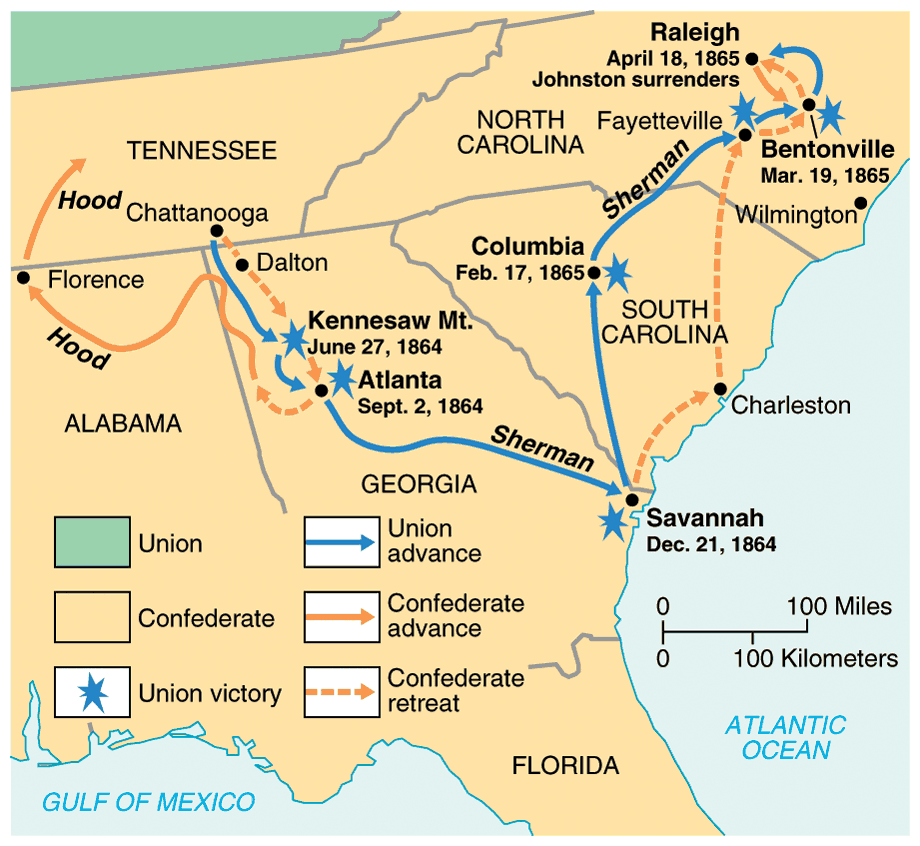 Raleigh
April 18, 1865
Johnston surrenders
NORTH
CAROLINA
Fayetteville
TENNESSEE
Bentonville
Mar. 19, 1865
Sherman
Hood
Chattanooga
Wilmington
Columbia
Feb. 17, 1865
Dalton
Florence
SOUTH
CAROLINA
Kennesaw Mt.
June 27, 1864
Hood
Atlanta
Sept. 2, 1864
Charleston
ALABAMA
Sherman
GEORGIA
Savannah
Dec. 21, 1864
Union
Union
advance
Confederate
Confederate
advance
Union victory
Confederate
retreat
0 100 Miles
0 100 Kilometers
ATLANTIC
OCEAN
FLORIDA
GULF OF MEXICO